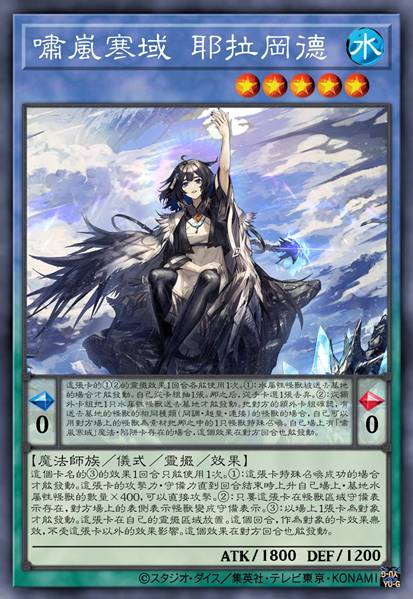 嘯嵐寒域 耶拉岡德
水
這張卡的①②的靈擺效果1回合各能使用1次。①:水屬性怪獸被送去墓地
的場合才能發動。自己從卡組抽1張。那之後,從手卡選1張丟弃。②:從額
外卡組把1只水屬性怪獸送去墓地才能發動。把對方的額外卡組確認,有
送去墓地的怪獸的相同種類(同調·超量·連接)的怪獸的場合,自己可以
用對方場上的怪獸為素材把那之中的1只怪獸特殊召喚。自己場上有「嘯
嵐寒域」魔法·陷阱卡存在的場合,這個效果在對方回合也能發動。
0
0
【魔法師族/儀式/靈擺/效果】
這個卡名的③的效果1回合只能使用1次。①:這張卡特殊召喚成功的場合
才能發動。這張卡的攻擊力·守備力直到回合結束時上升自己場上·墓地水
屬性怪獸的數量×400,可以直接攻擊。②:只要這張卡在怪獸區域守備表
示存在,對方場上的表側表示怪獸變成守備表示。③:以場上1張卡為對象
才能發動。這張卡在自己的靈擺區域放置。這個回合,作為對象的卡效果無
效,不受這張卡以外的效果影響。這個效果在對方回合也能發動。
ATK/1800 DEF/1200
©スタジオ・ダイス/集英社・テレビ東京・KONAMI